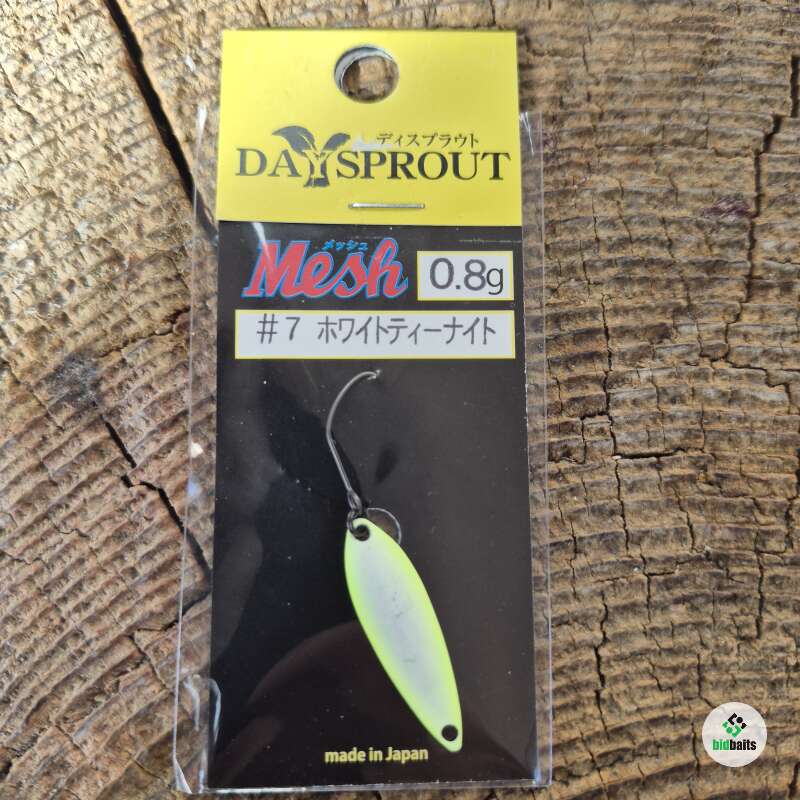 ディスプラウト
DAYSPROUT
メッシュ
Mesh
0.8g
#7 ホワイトティーナイト
made in Japan
bidbaits